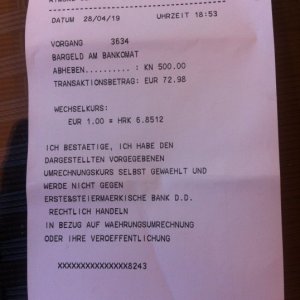 DATUM 28/04/19 UHRZEIT 18:53
VORGANG 3634
BARGELD AM BANKOMAT
ABHEBEN.......... : KN 500.00
TRANSAKTIONSBETRAG: EUR 72.98
WECHSELKURS:
EUR 1.00 = HRK 6.8512
ICH BESTAETIGE, ICH HABE DEN
DARGESTELLTEN VORGEGEBENEN
UMRECHNUNGSKURS SELBST GEWAEHLT UND
WERDE NICHT GEGEN
ERSTE&STEIERMAERKISCHE BANK D.D.
RECHTLICH HANDELN
IN BEZUG AUF WAEHRUNGSUMRECHNUNG
ODER IHRE VEROEFFENTLICHUNG
XXXXXXXXXXXXXXX8243